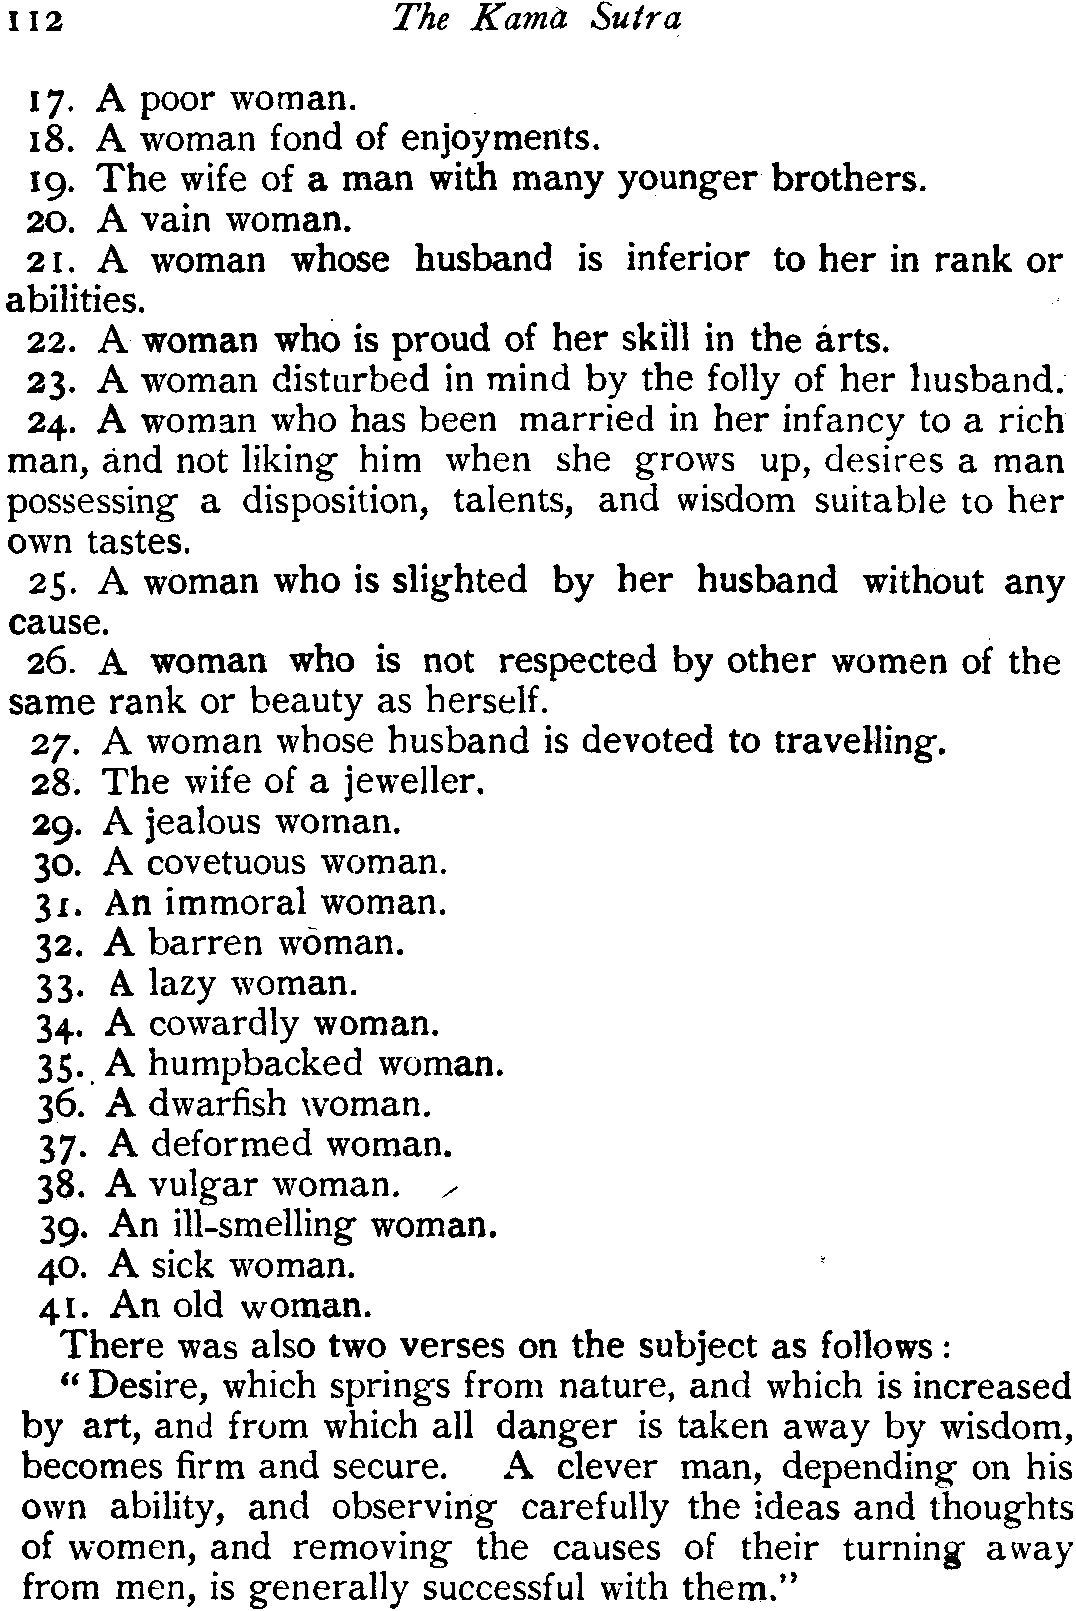 112 The Kama Sutra
17. A poor woman.
18. A woman fond of enjoyments.
19. The wife of a man with many younger brothers.
20. A vain woman.
21. A woman whose husband is inferior to her in rank or
abilities.
22. A woman who is proud of her skill in the arts.
23. A woman disturbed in mind by the folly of her husband.
24. A woman who has been married in her infancy to a rich
man, and not liking him when she grows up, desires a man
possessing a disposition, talents, and wisdom suitable to her
own tastes.
25. A woman who is slighted by her husband without any
cause.
26. A woman who is not respected by other women of the
same rank or beauty as herself.
27. A woman whose husband is devoted to travelling.
28. The wife of a jeweller.
29. A jealous woman.
30. A covetuous woman.
31. An immoral woman.
32. A barren woman.
33. A lazy woman.
34. A cowardly woman.
35. A humpbacked woman.
36. A dwarfish woman.
37. A deformed woman.
38. A vulgar woman.
39. An ill-smelling woman.
40. A sick woman.
41. An old woman.
There was also two verses on the subject as follows :
“ Desire, which springs from nature, and which is increased
by art, and from which all danger is taken away by wisdom,
becomes firm and secure. A clever man, depending on his
own ability, and observing carefully the ideas and thoughts
of women, and removing the causes of their turning away
from men, is generally successful with them.”